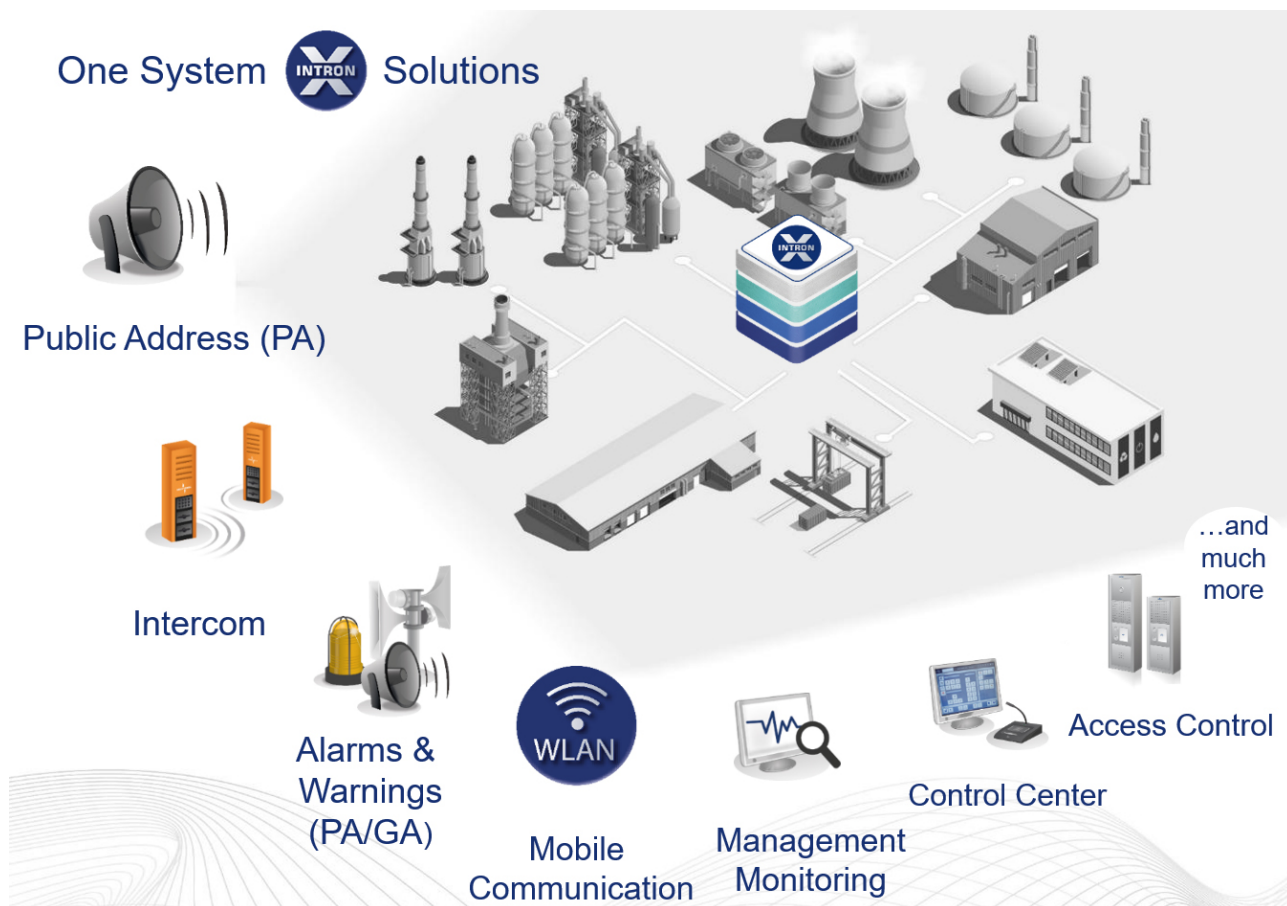 One System INTRON X Solutions
Public Address (PA)
INTRON X
Intercom
Alarms &
Warnings
(PA/GA)
WLAN
Mobile
Communication
Management
Monitoring
Control Center
Access Control
…and
much
more